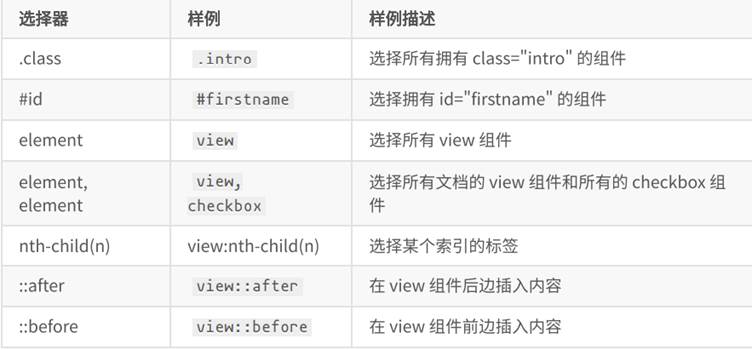 选择器 样例 样例描述
.class .intro 选择所有拥有 class="intro" 的组件
#id #firstname 选择拥有 id="firstname" 的组件
element view 选择所有 view 组件
element, element view, checkbox 选择所有文档的 view 组件和所有的 checkbox 组件
nth-child(n) view:nth-child(n) 选择某个索引的标签
::after view::after 在 view 组件后边插入内容
::before view::before 在 view 组件前边插入内容